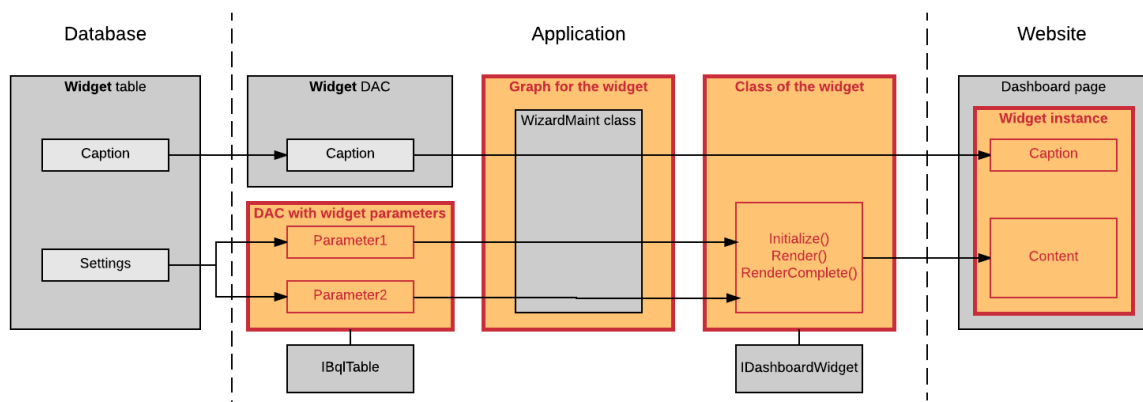 Database
Application
Website
Widget table
Widget DAC
Graph for the widget
Class of the widget
Dashboard page
WizardMaint class
Widget instance
Caption
Caption
Caption
DAC with widget parameters
Parameter1
Settings
Parameter2
Initialize()
Render()
RenderComplete()
Content
IBqlTable
IDashboardWidget